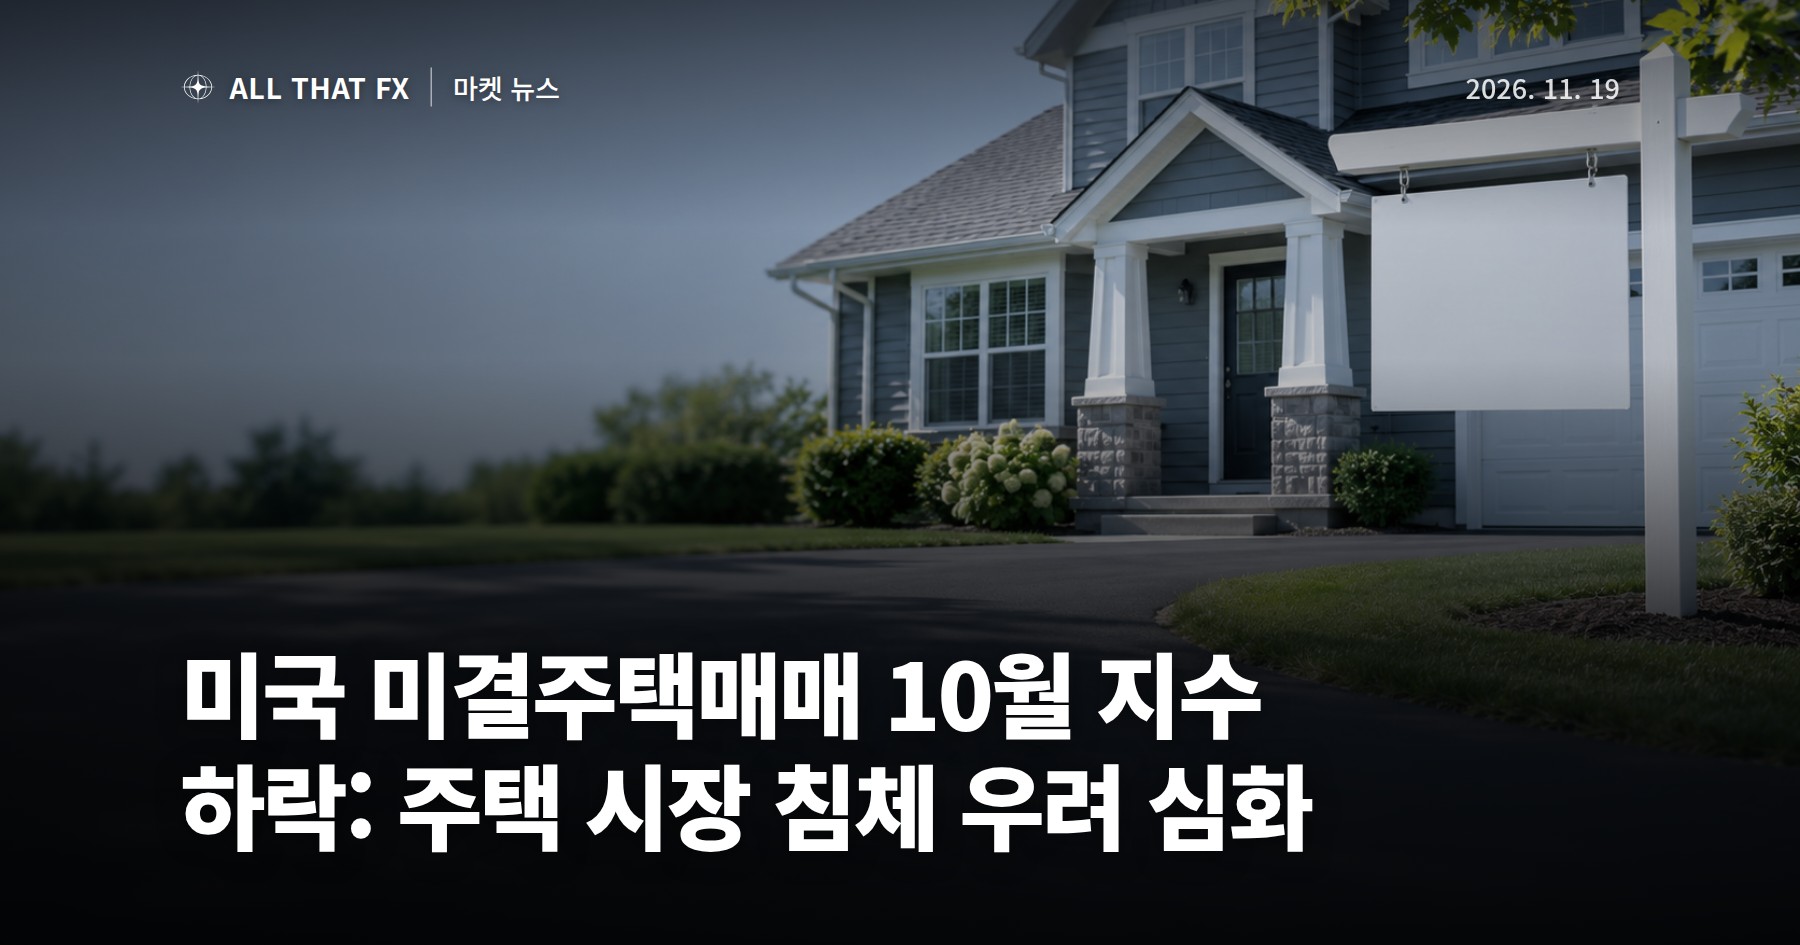 ALL THAT FX | 마켓 뉴스
2026. 11. 19
미국 미결주택매매 10월 지수
하락: 주택 시장 침체 우려 심화